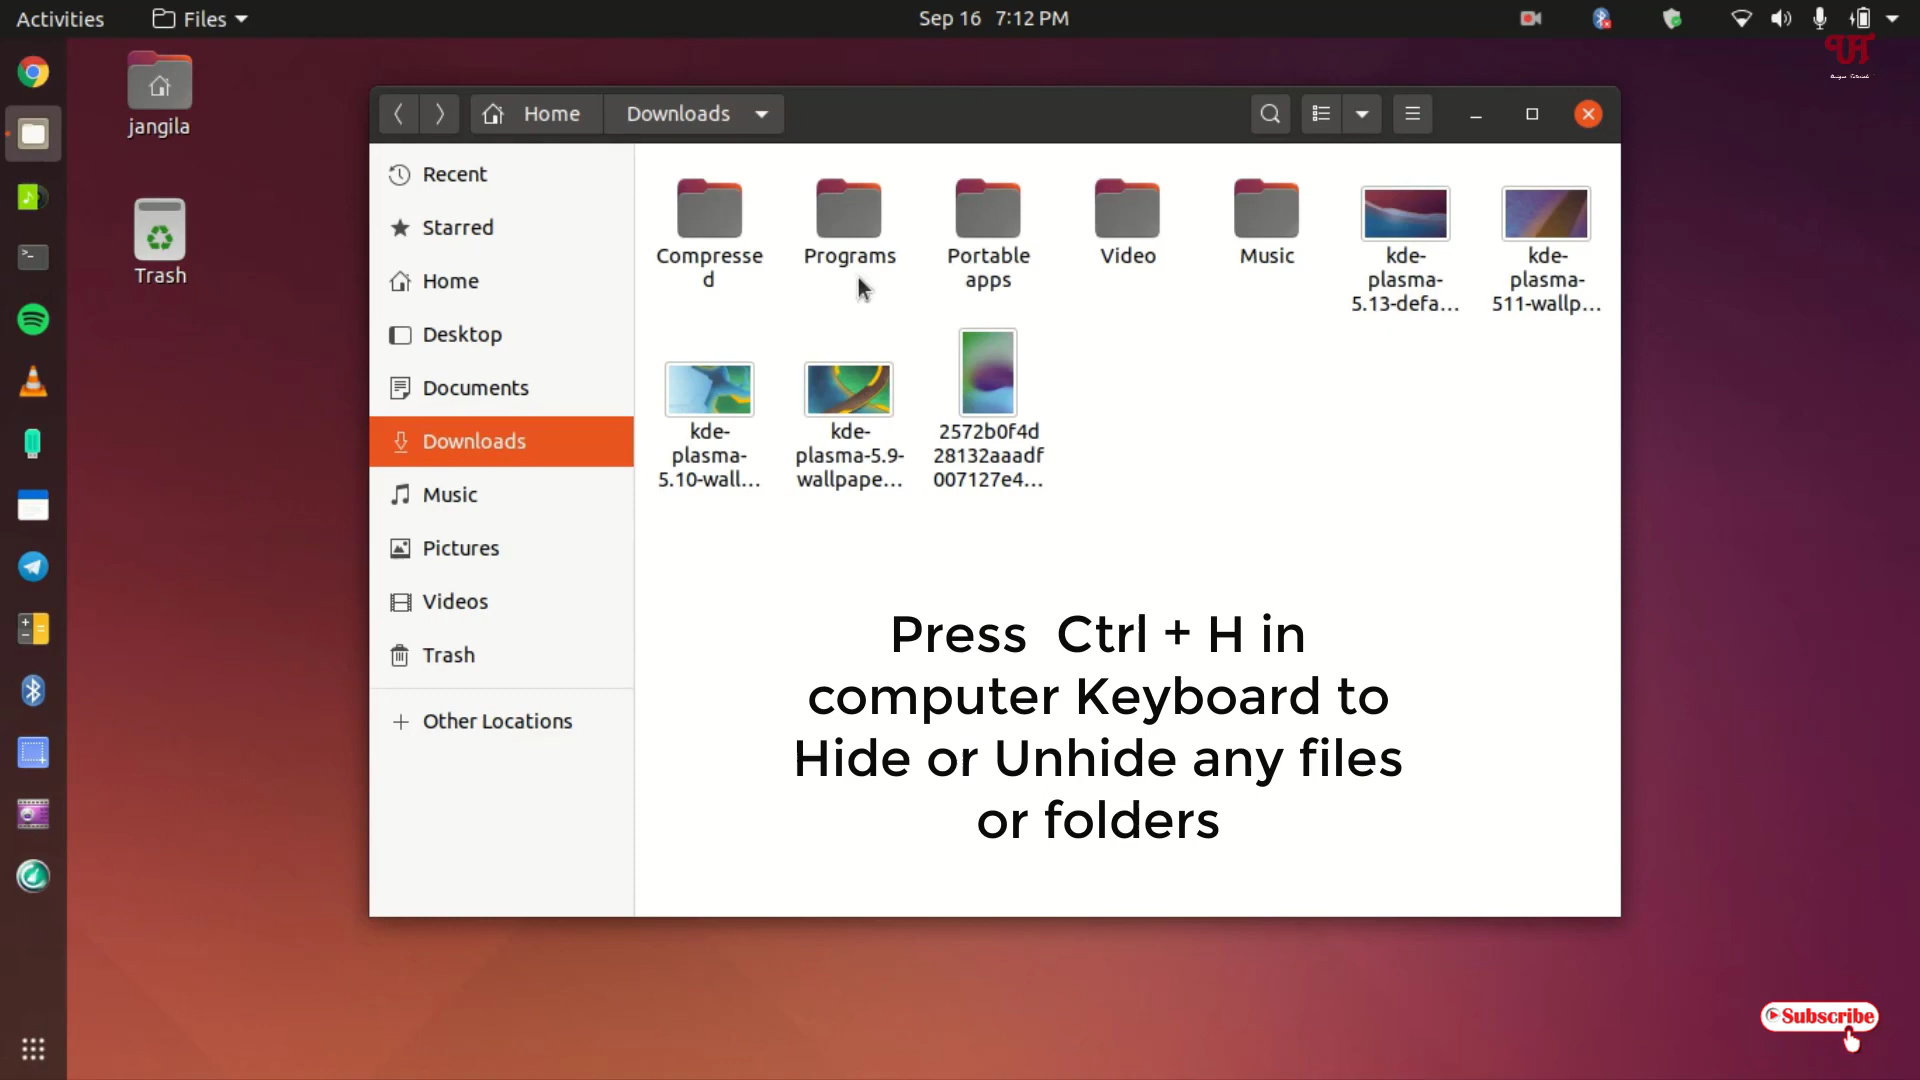 Activities
Files
Sep 16 7:12 PM
jangila
Trash
Home
Downloads
Recent
Starred
Home
Desktop
Documents
Downloads
Music
Pictures
Videos
Trash
Other Locations
Compresse
d
Programs
Portable
apps
Video
Music
kde-
plasma-
5.13-defa...
kde-
plasma-
511-wallp...
kde-
plasma-
5.10-wall...
kde-
plasma-5.9-
wallpape...
2572b0f4d
28132aaadf
007127e4...
Press Ctrl + H in
computer Keyboard to
Hide or Unhide any files
or folders
UT
Subscribe